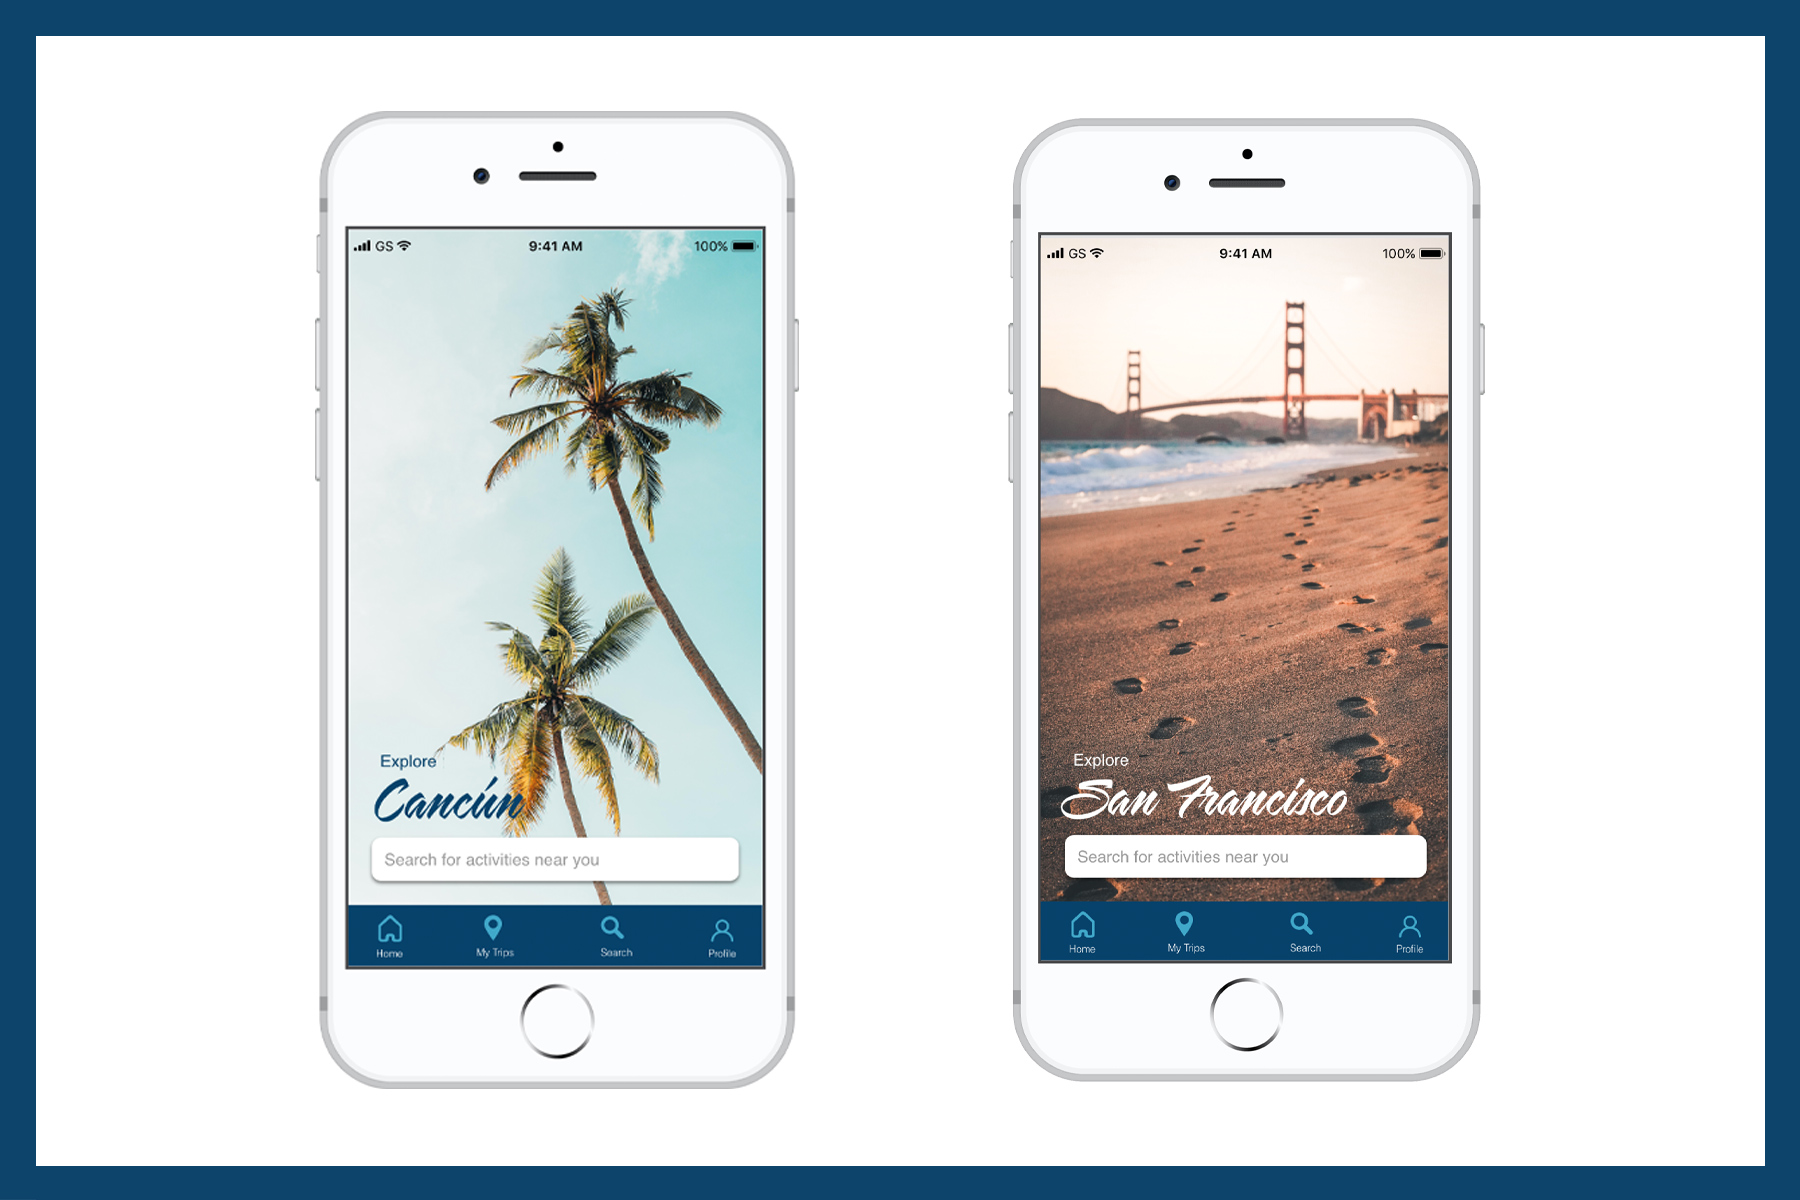 GS 9:41 AM 100%
Explore
Cancún
Search for activities near you
Home My Trips Search Profile
GS 9:41 AM 100%
Explore
San Francisco
Search for activities near you
Home My Trips Search Profile